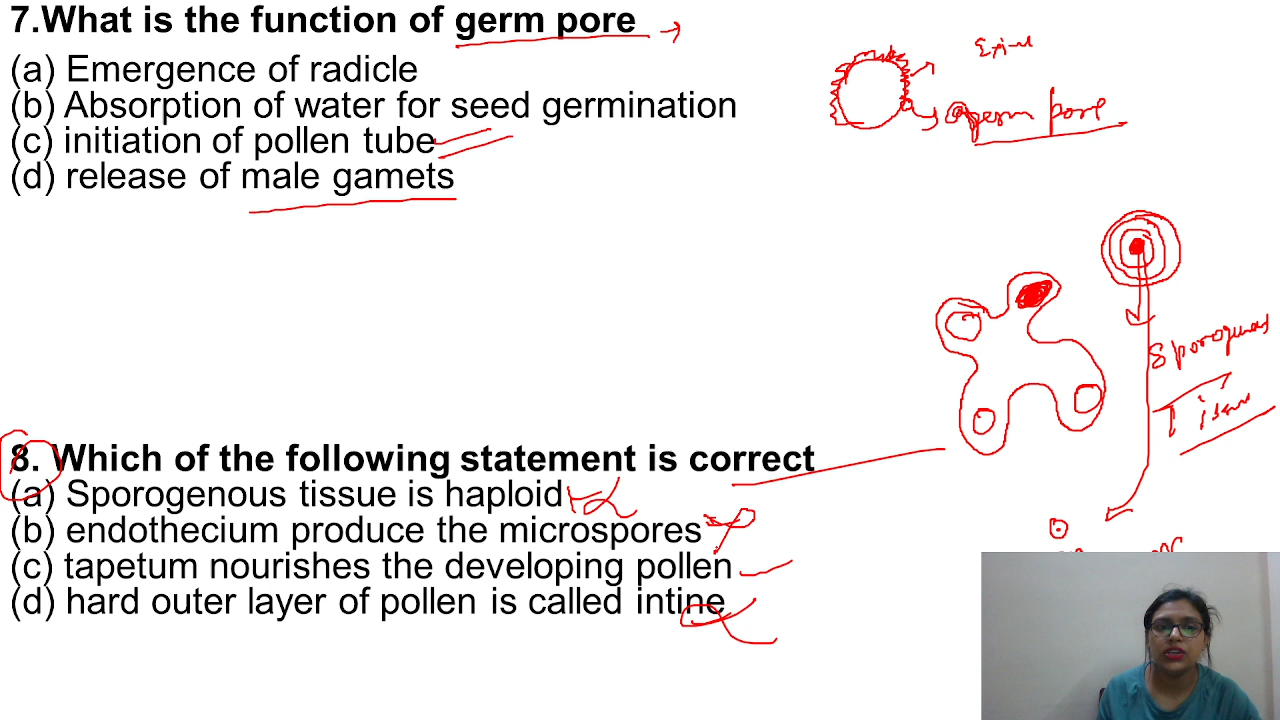 7.What is the function of germ pore
(a) Emergence of radicle
(b) Absorption of water for seed germination
(c) initiation of pollen tube
(d) release of male gamets
Exine
germ pore
Sporogenous
Tissue
8. Which of the following statement is correct
(a) Sporogenous tissue is haploid
(b) endothecium produce the microspores
(c) tapetum nourishes the developing pollen
(d) hard outer layer of pollen is called intine